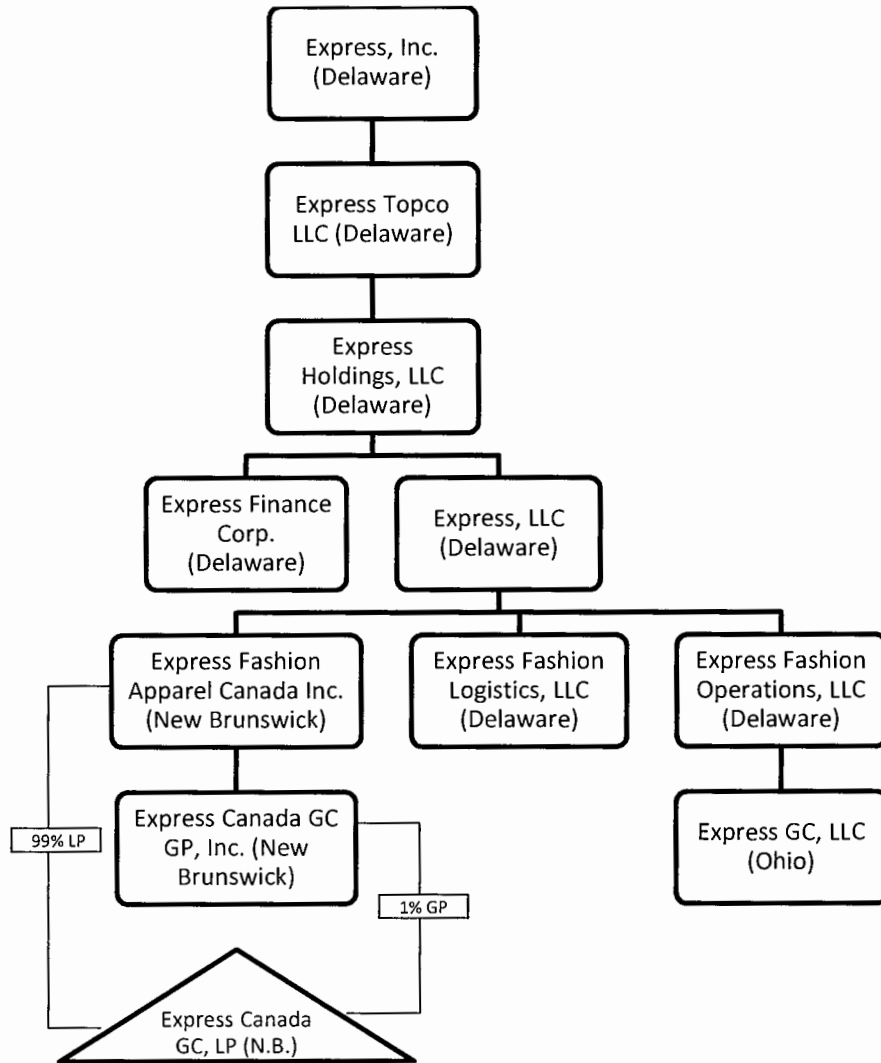 Express, Inc.
(Delaware)
Express Topco
LLC (Delaware)
Express
Holdings, LLC
(Delaware)
Express Finance
Corp.
(Delaware)
Express, LLC
(Delaware)
Express Fashion
Apparel Canada Inc.
(New Brunswick)
Express Fashion
Logistics, LLC
(Delaware)
Express Fashion
Operations, LLC
(Delaware)
99% LP
Express Canada GC
GP, Inc. (New
Brunswick)
1% GP
Express GC, LLC
(Ohio)
Express Canada
GC, LP (N.B.)